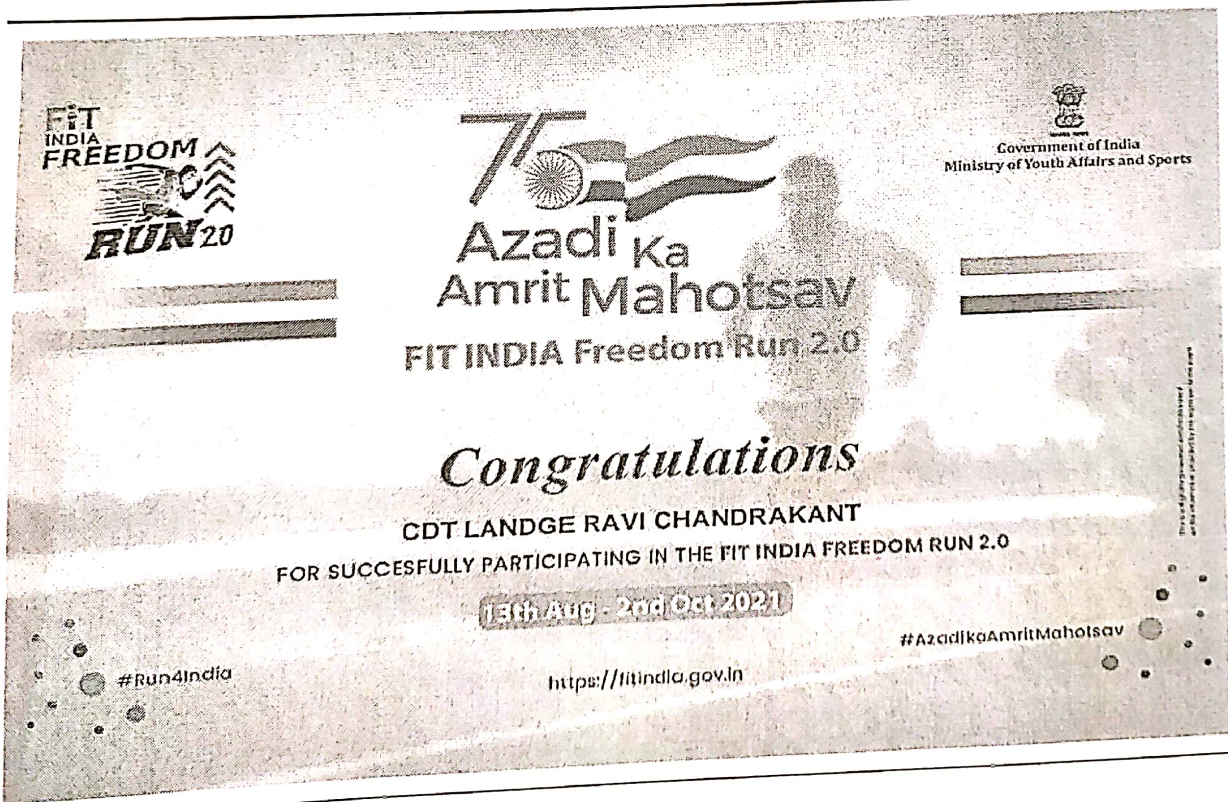 FiT
INDIA
FREEDOM
RUN 2.0
75
Azadi Ka
Amrit Mahotsav
FIT INDIA Freedom Run 2.0
Government of India
Ministry of Youth Affairs and Sports
Congratulations
CDT LANDGE RAVI CHANDRAKANT
FOR SUCCESFULLY PARTICIPATING IN THE FIT INDIA FREEDOM RUN 2.0
13th Aug - 2nd Oct 2021
#Run4India
https://fitindia.gov.in
#AzadikaAmritMahotsav